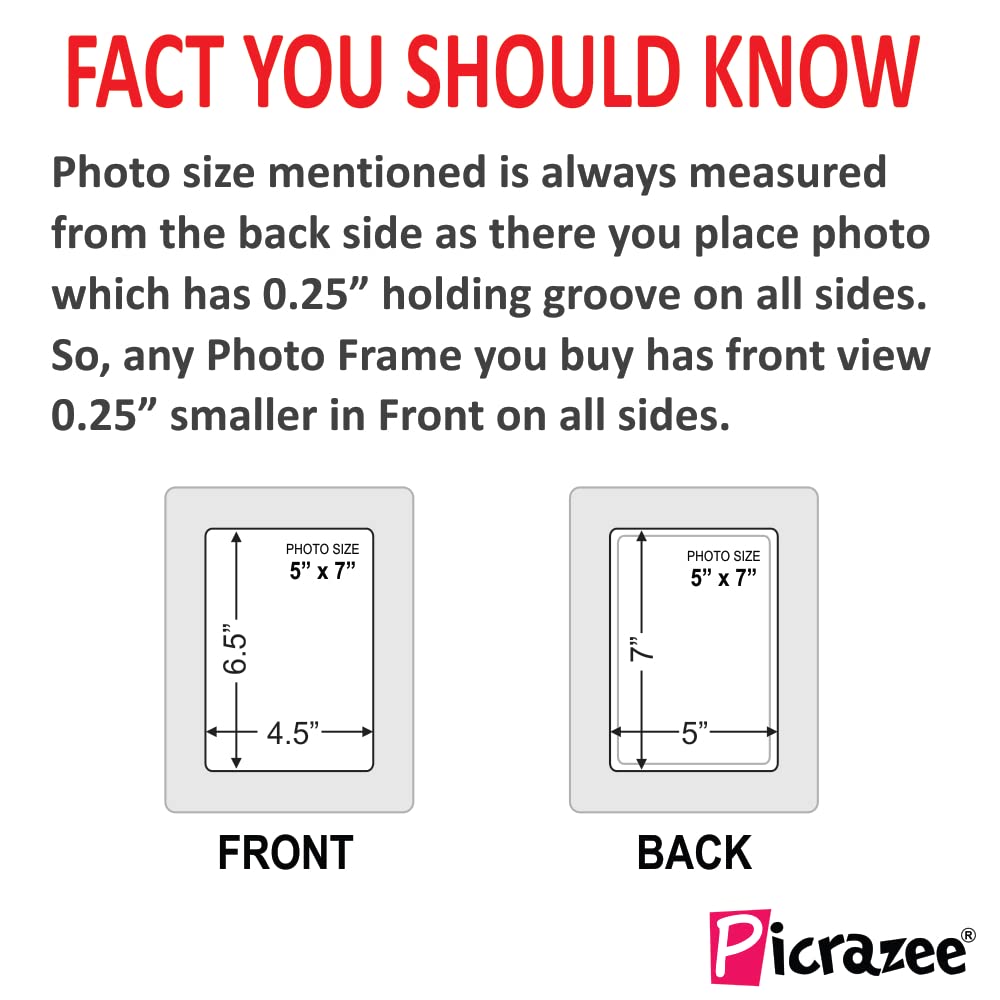 FACT YOU SHOULD KNOW
Photo size mentioned is always measured
from the back side as there you place photo
which has 0.25” holding groove on all sides.
So, any Photo Frame you buy has front view
0.25” smaller in Front on all sides.
PHOTO SIZE
5” x 7”
6.5”
4.5”
FRONT
PHOTO SIZE
5” x 7”
7”
5”
BACK
Picrazee®